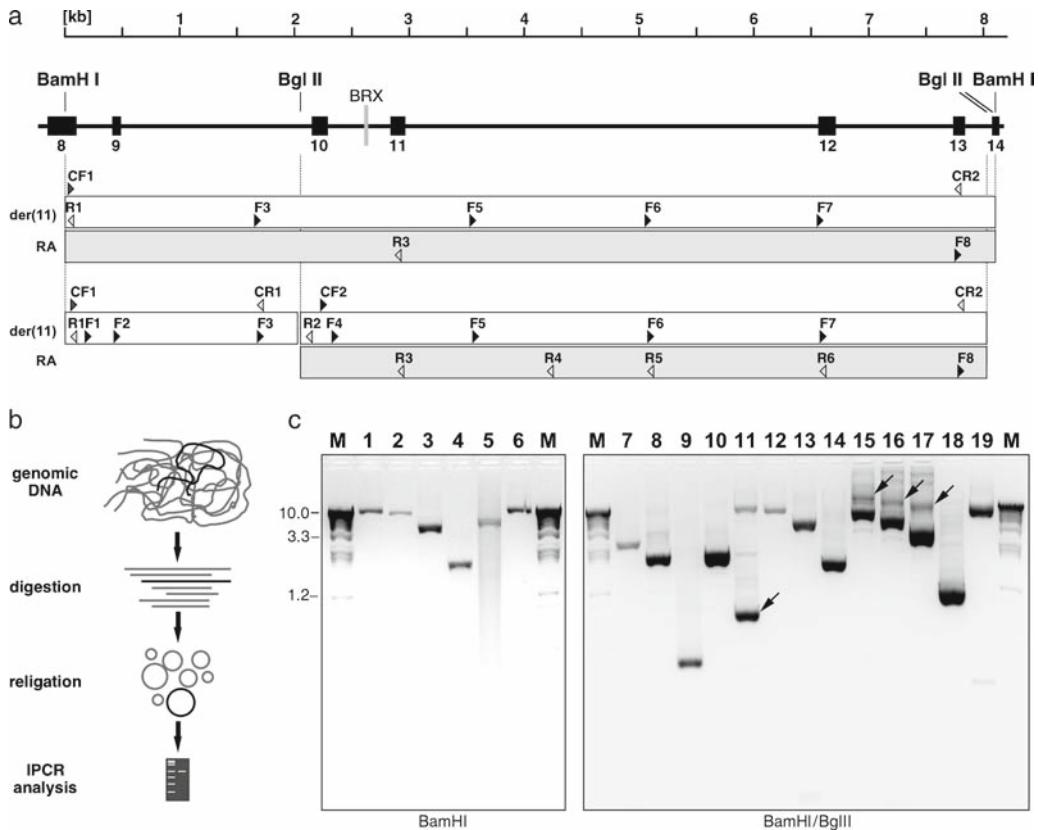 a
[kb] 1 2 3 4 5 6 7 8
BamH I Bgl II Bgl II BamH I
BRX
8 9 10 11 12 13 14
CF1 CR2
der(11) R1 F3 F5 F6 F7
RA R3 F8
CF1 CR1 CF2 CR2
der(11) R1 F1 F2 F3 R2 F4 F5 F6 F7
RA R3 R4 R5 R6 F8
b
genomic
DNA
digestion
religation
IPCR
analysis
c
M 1 2 3 4 5 6 M M 7 8 9 10 11 12 13 14 15 16 17 18 19 M
10.0
3.3
1.2
BamHI BamHI/BglII